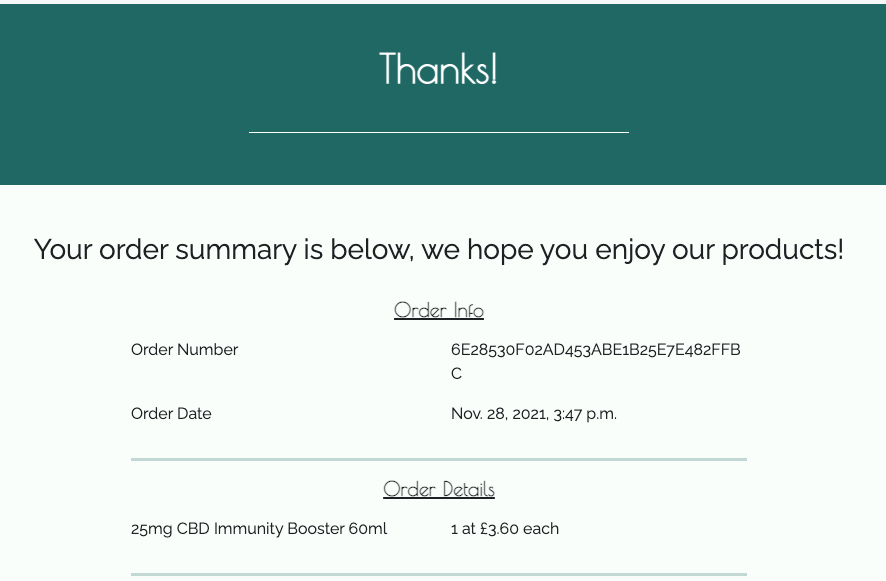 Thanks!
Your order summary is below, we hope you enjoy our products!
Order Info
Order Number 6E28530F02AD453ABE1B25E7E482FFB
C
Order Date Nov. 28, 2021, 3:47 p.m.
Order Details
25mg CBD Immunity Booster 60ml 1 at £3.60 each